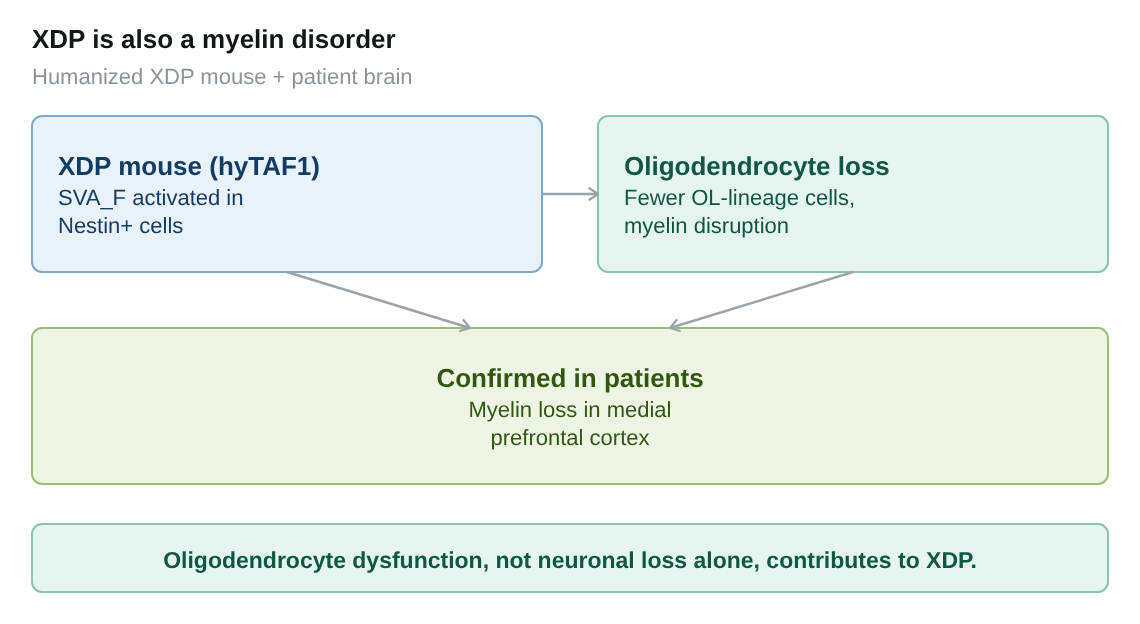 XDP is also a myelin disorder
Humanized XDP mouse + patient brain
XDP mouse (hyTAF1)
SVA_F activated in
Nestin+ cells
Oligodendrocyte loss
Fewer OL-lineage cells,
myelin disruption
Confirmed in patients
Myelin loss in medial
prefrontal cortex
Oligodendrocyte dysfunction, not neuronal loss alone, contributes to XDP.